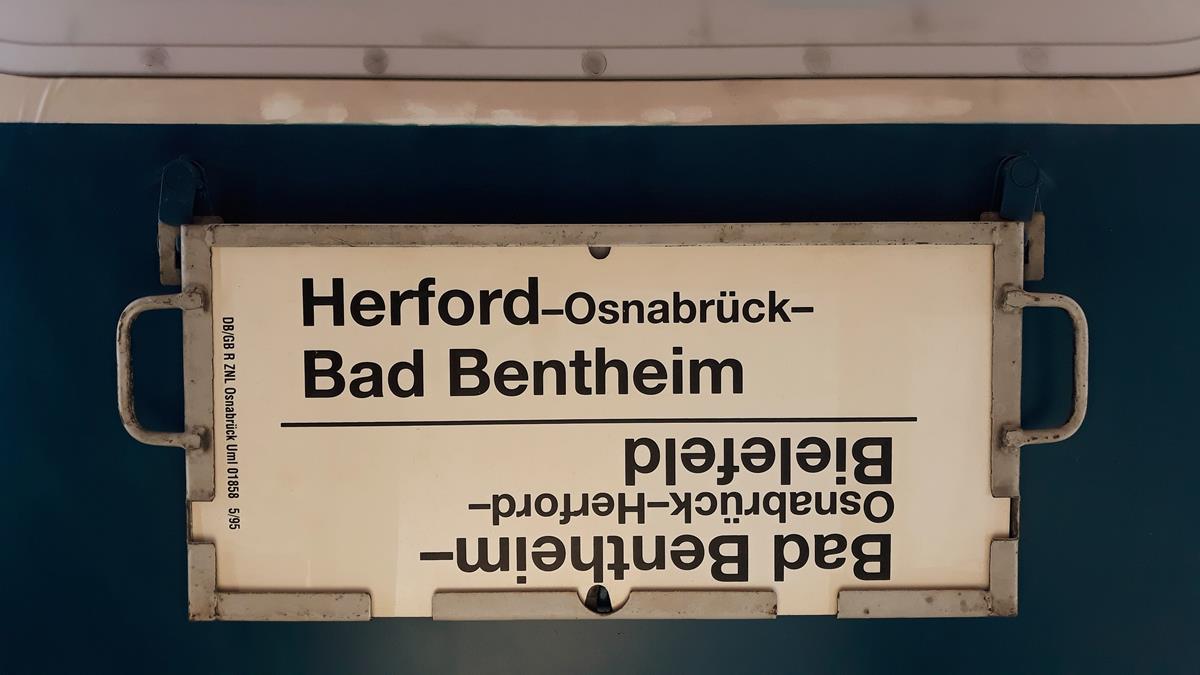 Herford–Osnabrück–
Bad Bentheim
Bad Bentheim–
Osnabrück–Herford–
Bielefeld
DB/GB R ZNL Osnabrück Uml 01858 5/95